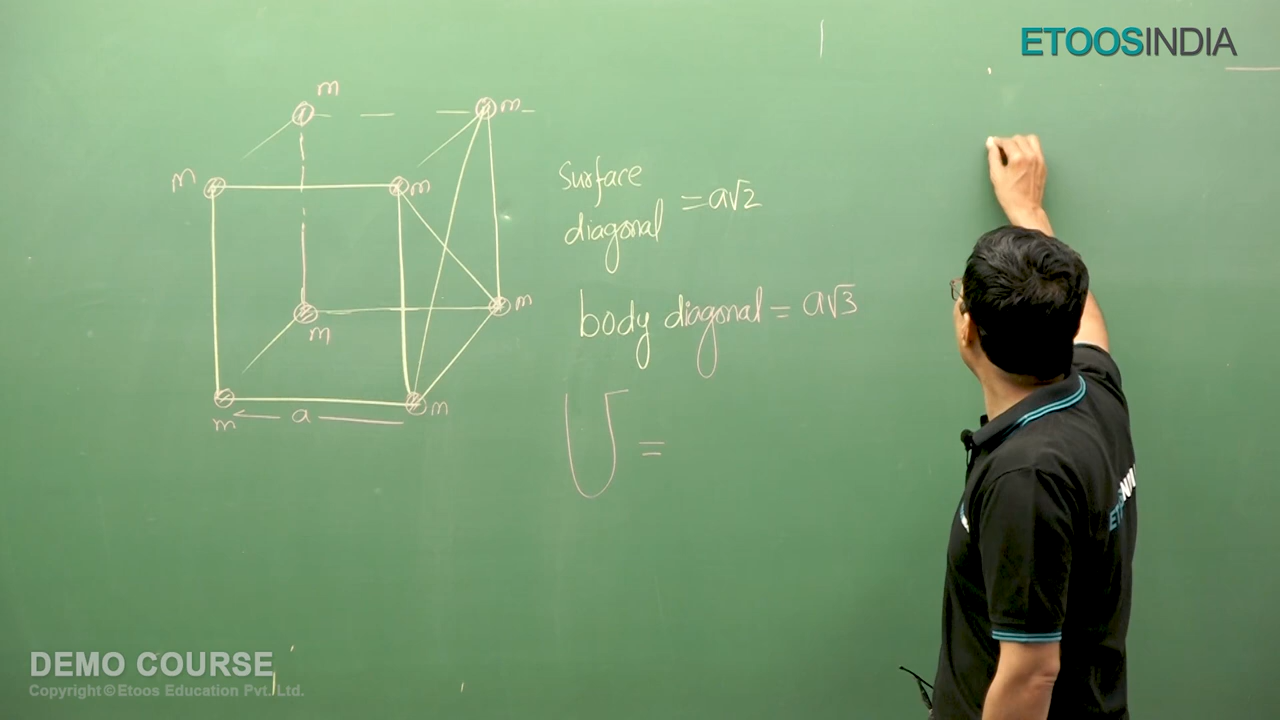 ETOOSINDIA
m
m
m
m
m
m
m
m
a
surface
diagonal = a√2
body diagonal = a√3
U =
DEMO COURSE
Copyright © Etoos Education Pvt. Ltd.